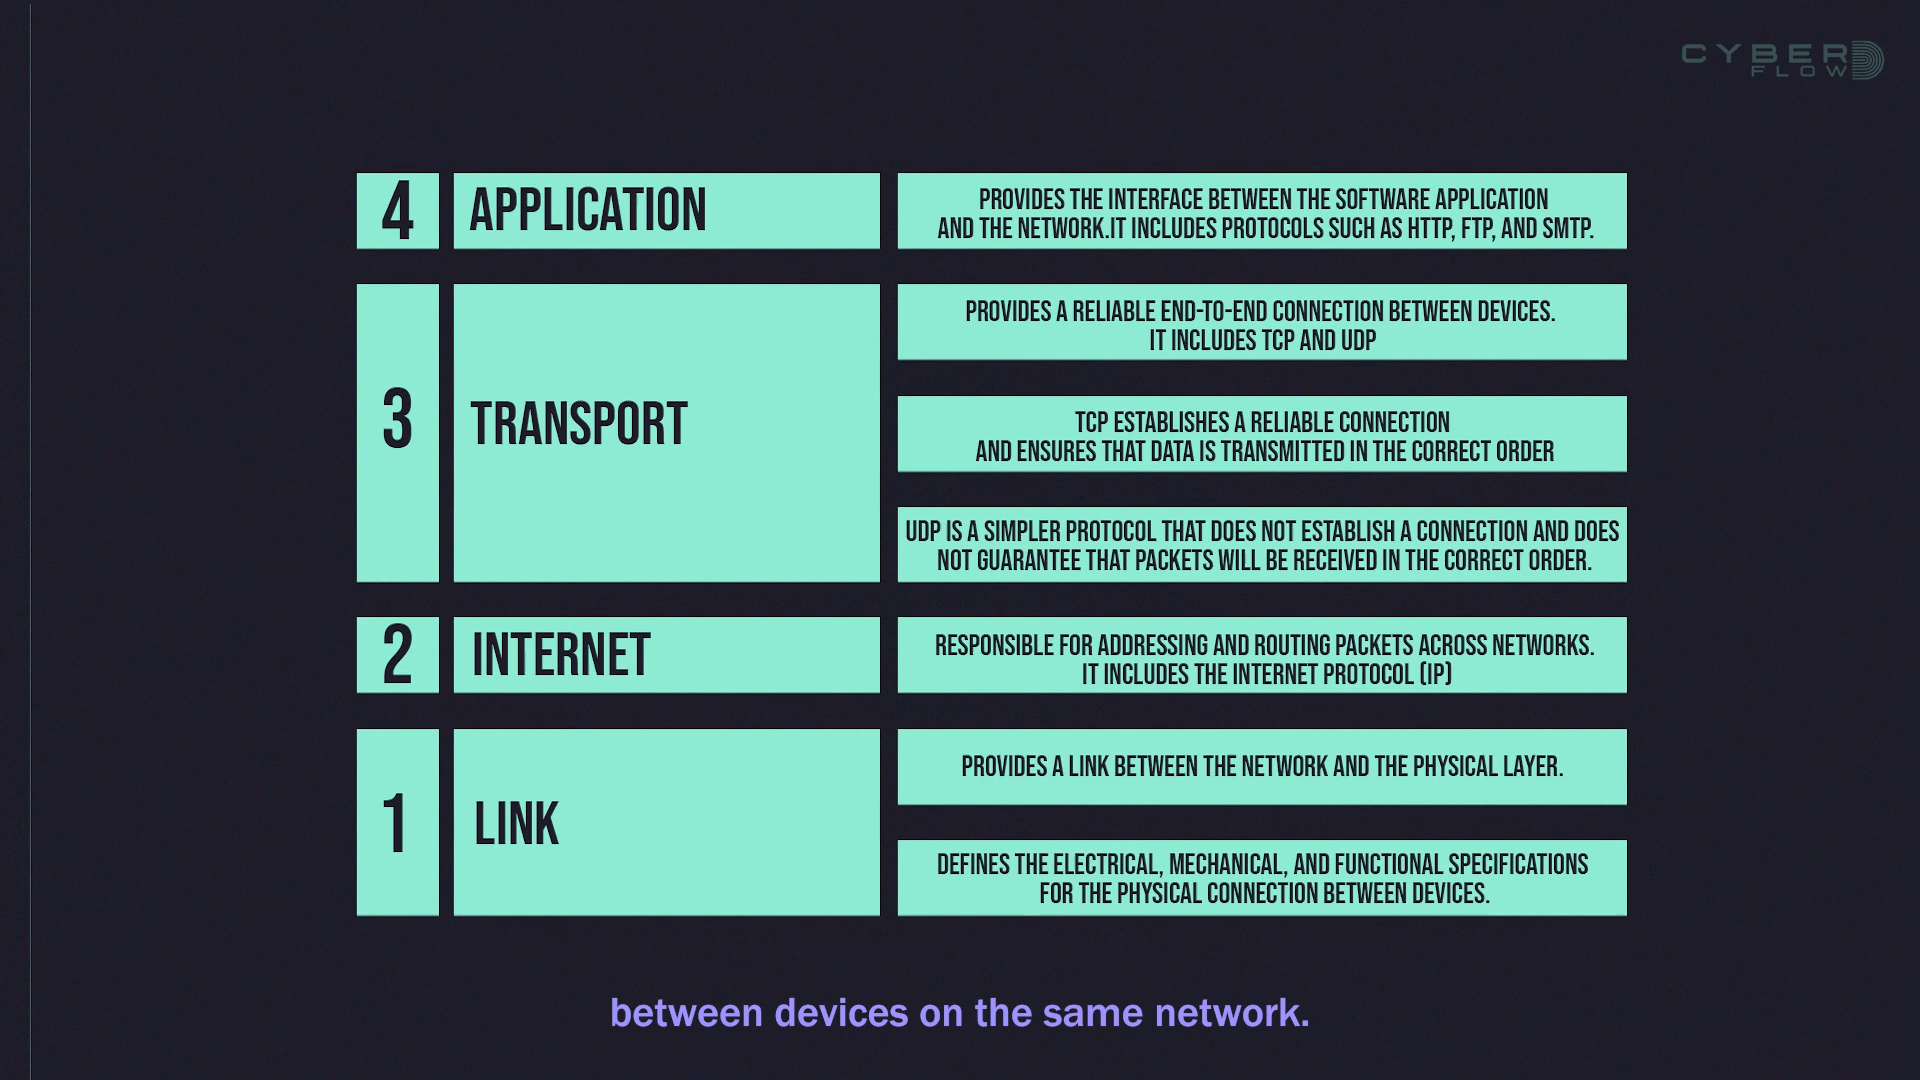 CYBER
FLOW
4
APPLICATION
PROVIDES THE INTERFACE BETWEEN THE SOFTWARE APPLICATION
AND THE NETWORK.IT INCLUDES PROTOCOLS SUCH AS HTTP, FTP, AND SMTP.
3
TRANSPORT
PROVIDES A RELIABLE END-TO-END CONNECTION BETWEEN DEVICES.
IT INCLUDES TCP AND UDP
TCP ESTABLISHES A RELIABLE CONNECTION
AND ENSURES THAT DATA IS TRANSMITTED IN THE CORRECT ORDER
UDP IS A SIMPLER PROTOCOL THAT DOES NOT ESTABLISH A CONNECTION AND DOES
NOT GUARANTEE THAT PACKETS WILL BE RECEIVED IN THE CORRECT ORDER.
2
INTERNET
RESPONSIBLE FOR ADDRESSING AND ROUTING PACKETS ACROSS NETWORKS.
IT INCLUDES THE INTERNET PROTOCOL (IP)
1
LINK
PROVIDES A LINK BETWEEN THE NETWORK AND THE PHYSICAL LAYER.
DEFINES THE ELECTRICAL, MECHANICAL, AND FUNCTIONAL SPECIFICATIONS
FOR THE PHYSICAL CONNECTION BETWEEN DEVICES.
between devices on the same network.